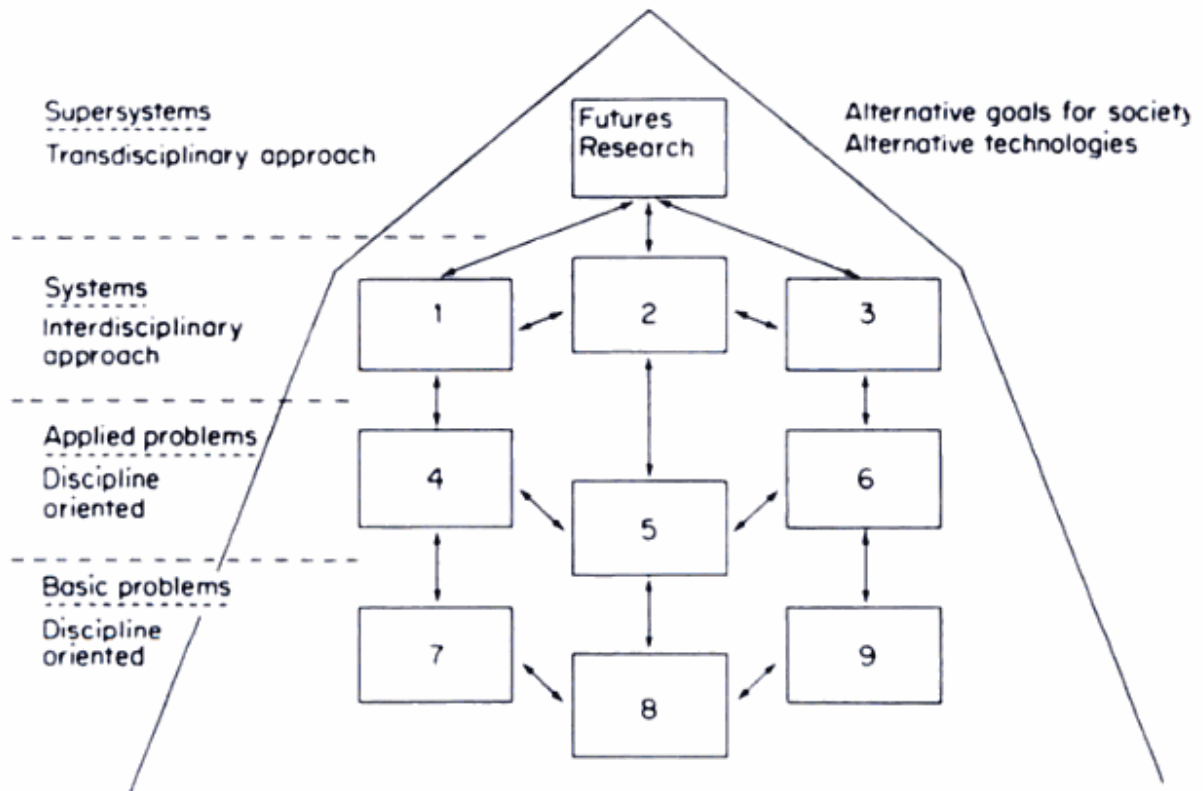 Supersystems
Transdisciplinary approach
Futures
Research
Alternative goals for society
Alternative technologies
Systems
Interdisciplinary
approach
1
2
3
Applied problems
Discipline
oriented
4
5
6
Basic problems
Discipline
oriented
7
8
9